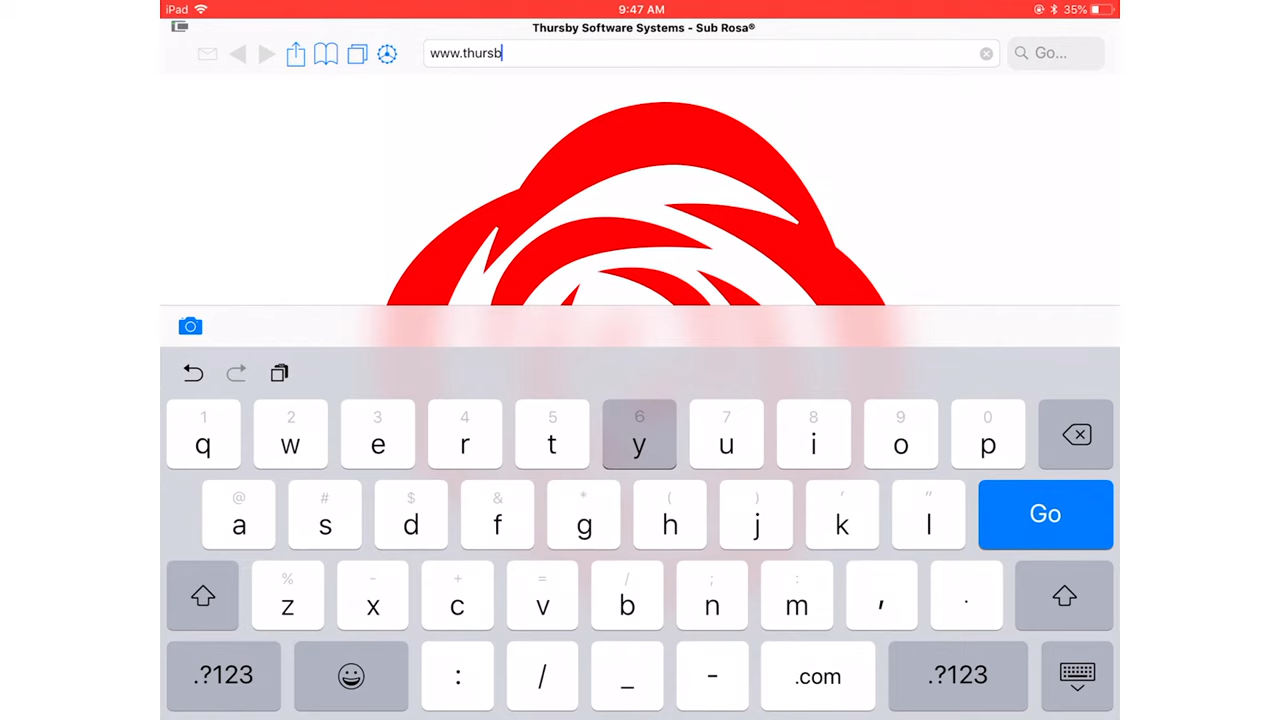 iPad 9:47 AM 35%
Thursby Software Systems - Sub Rosa®
www.thursb Go...
1 2 3 4 5 6 7 8 9 0
q w e r t y u i o p
@ # $ & * ( ) ' "
a s d f g h j k l Go
% - + = / ; :
z x c v b n m , .
.?123 : / _ - .com .?123